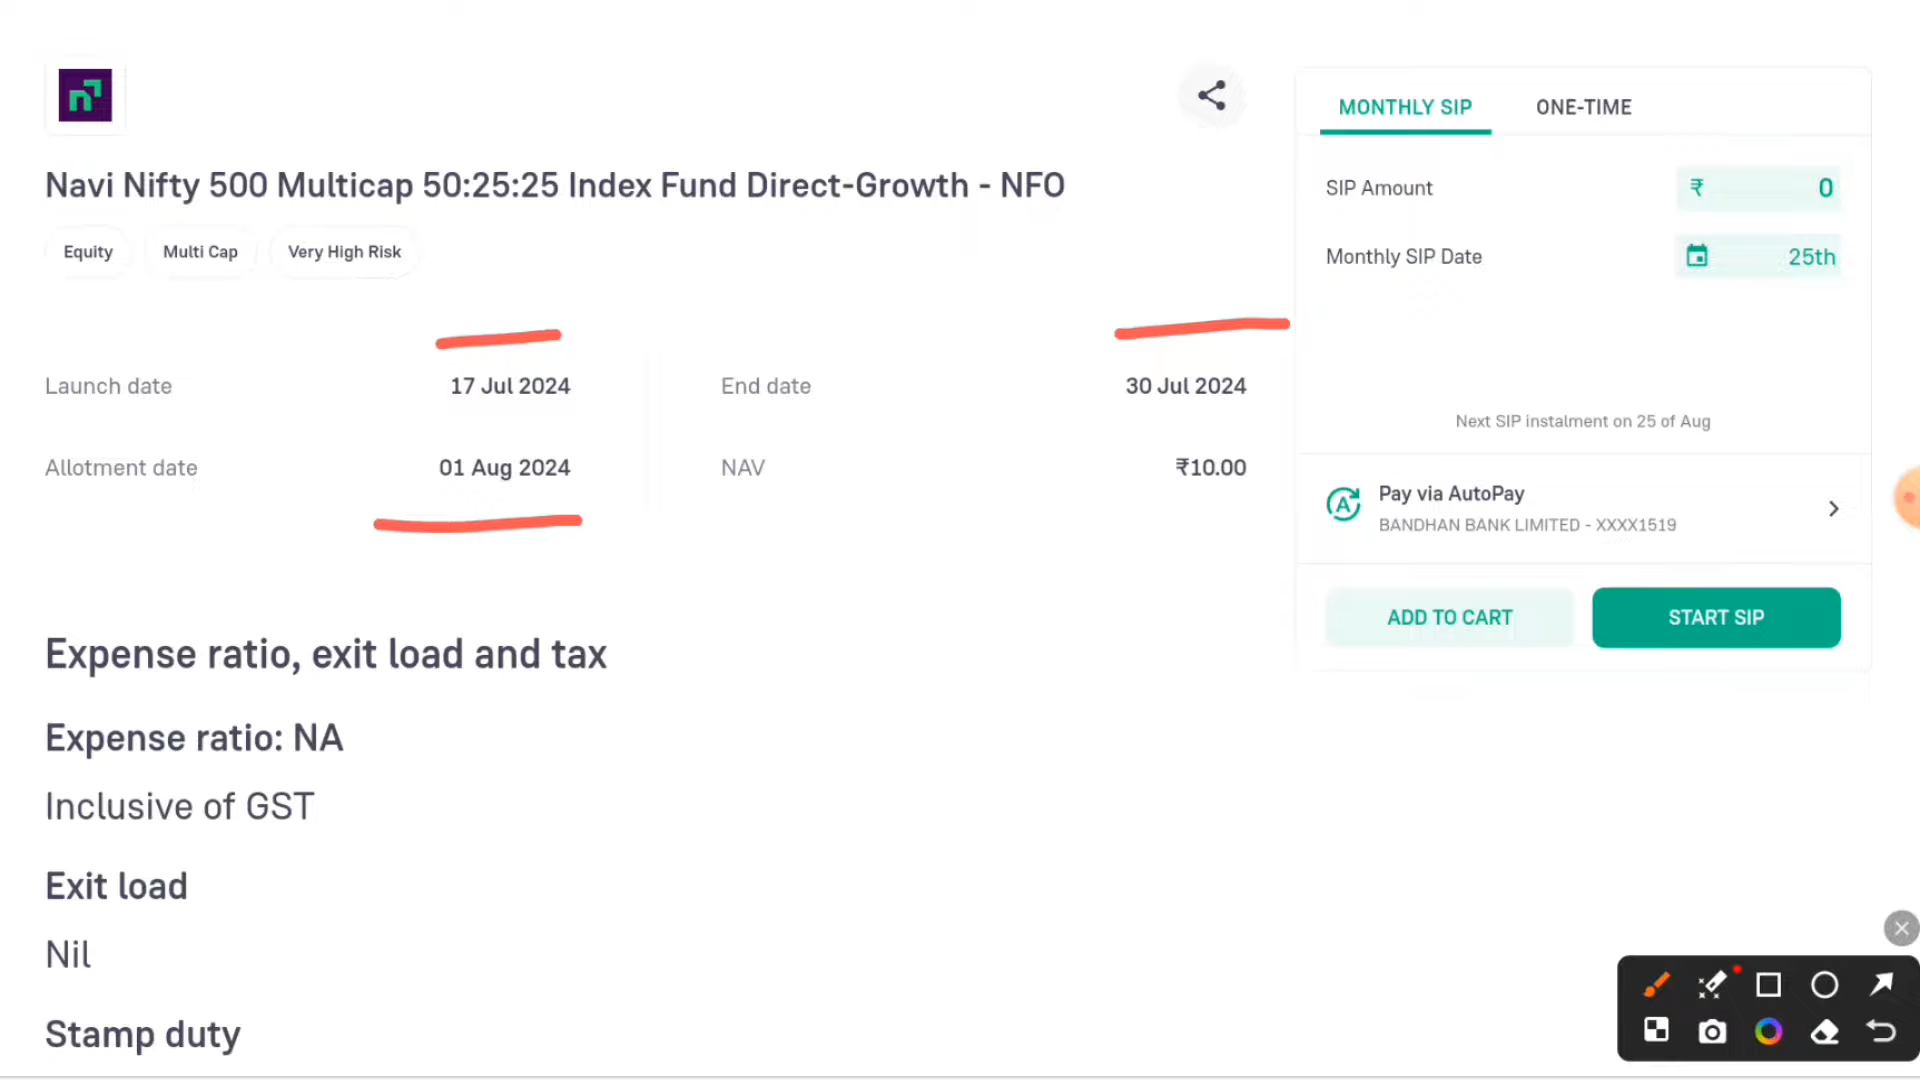 Navi Nifty 500 Multicap 50:25:25 Index Fund Direct-Growth - NFO
Equity
Multi Cap
Very High Risk
Launch date 17 Jul 2024
End date 30 Jul 2024
Allotment date 01 Aug 2024
NAV ₹10.00
Expense ratio, exit load and tax
Expense ratio: NA
Inclusive of GST
Exit load
Nil
Stamp duty
MONTHLY SIP ONE-TIME
SIP Amount ₹ 0
Monthly SIP Date 25th
Next SIP instalment on 25 of Aug
Pay via AutoPay
BANDHAN BANK LIMITED - XXXX1519
ADD TO CART START SIP